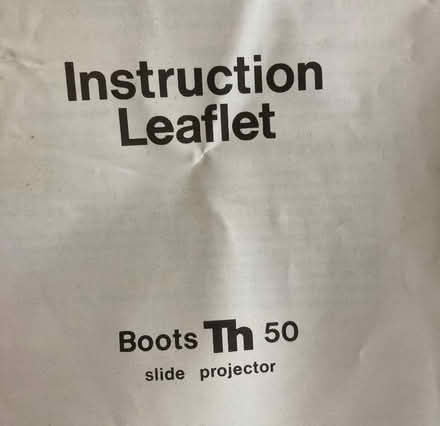 Instruction
Leaflet
Boots Th 50
slide projector